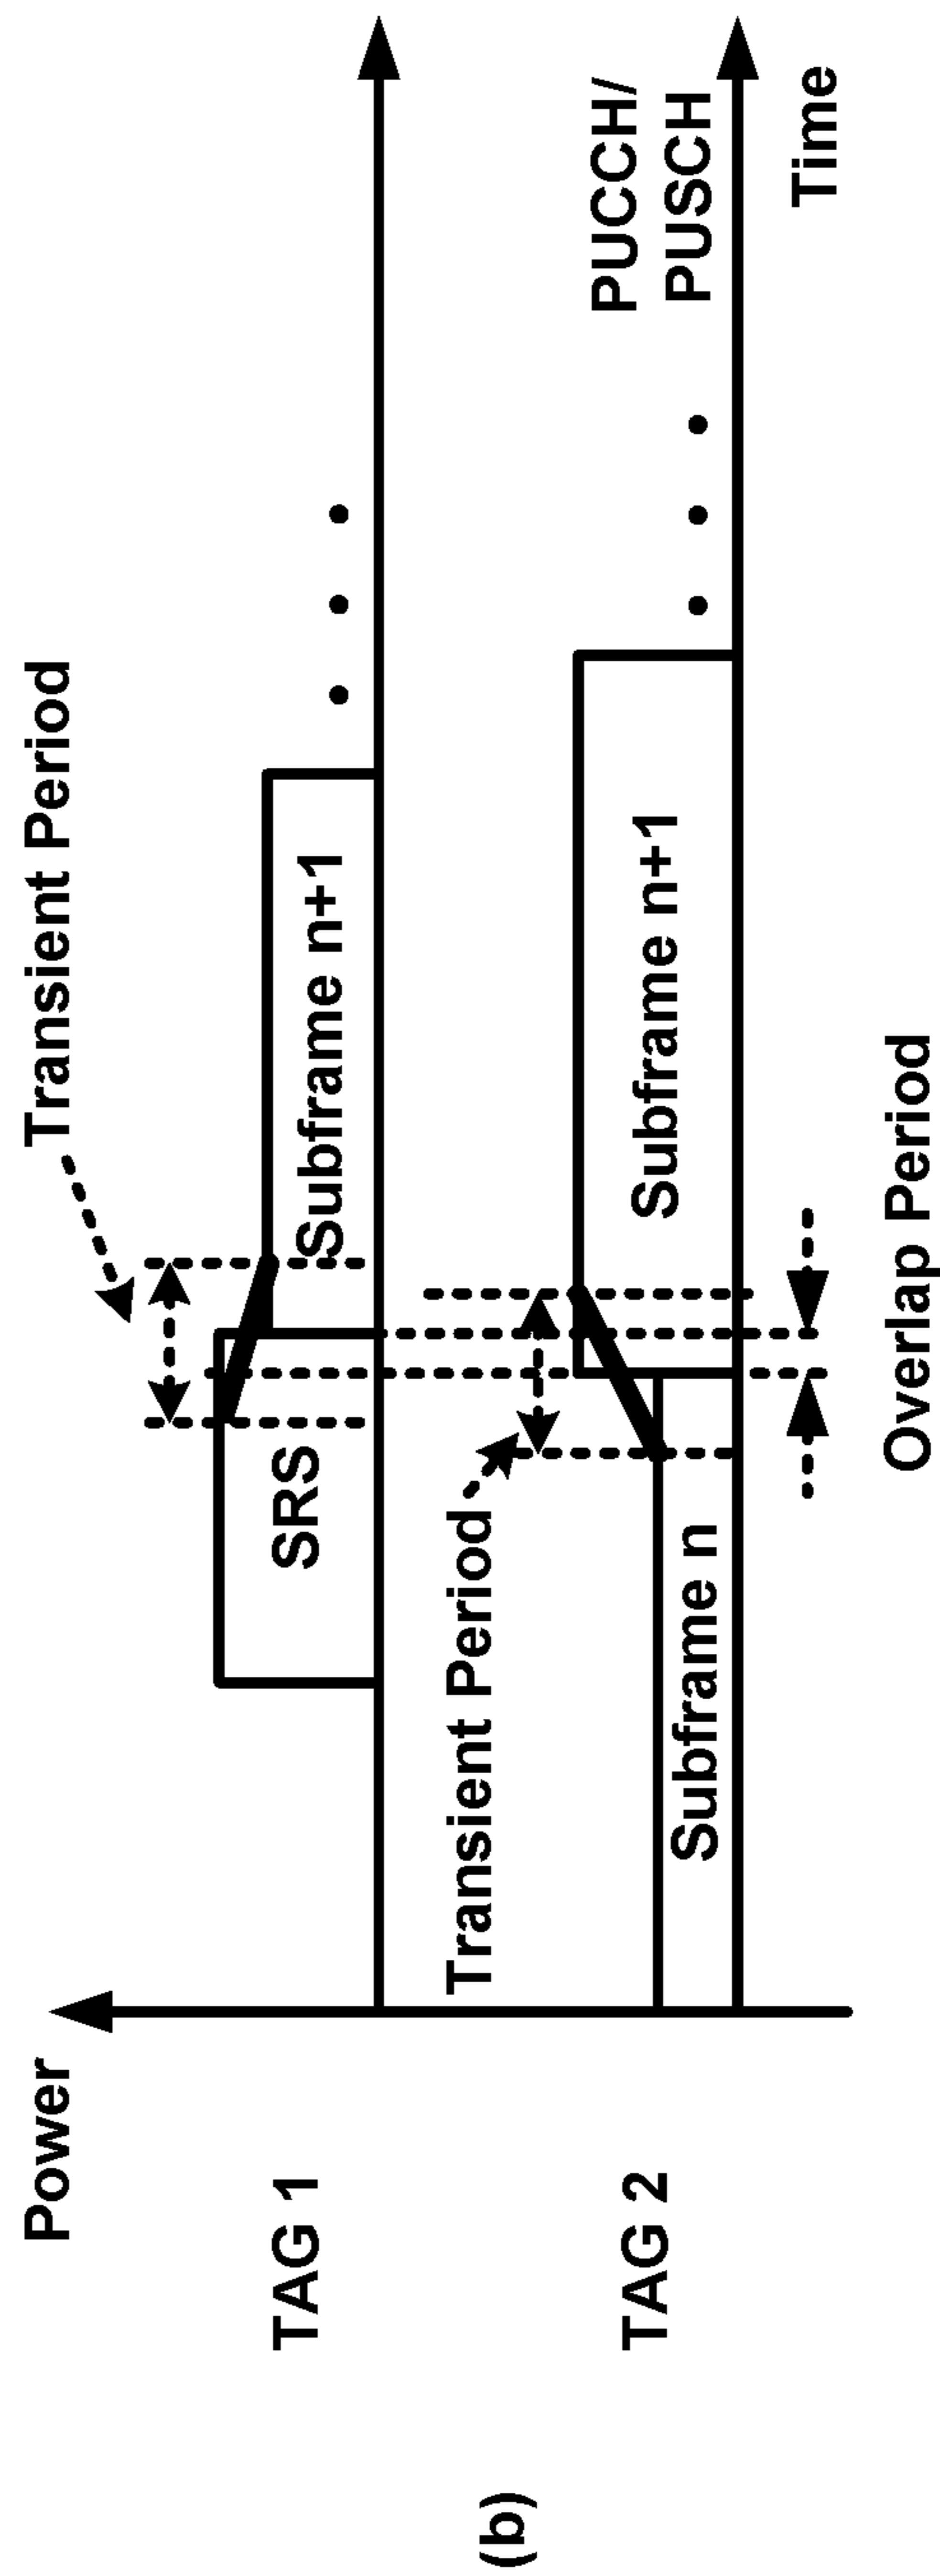 Power
Transient Period
TAG 1
SRS
Subframe n+1
Transient Period
PUCCH/
PUSCH
TAG 2
Subframe n
Subframe n+1
Time
Overlap Period
(b)